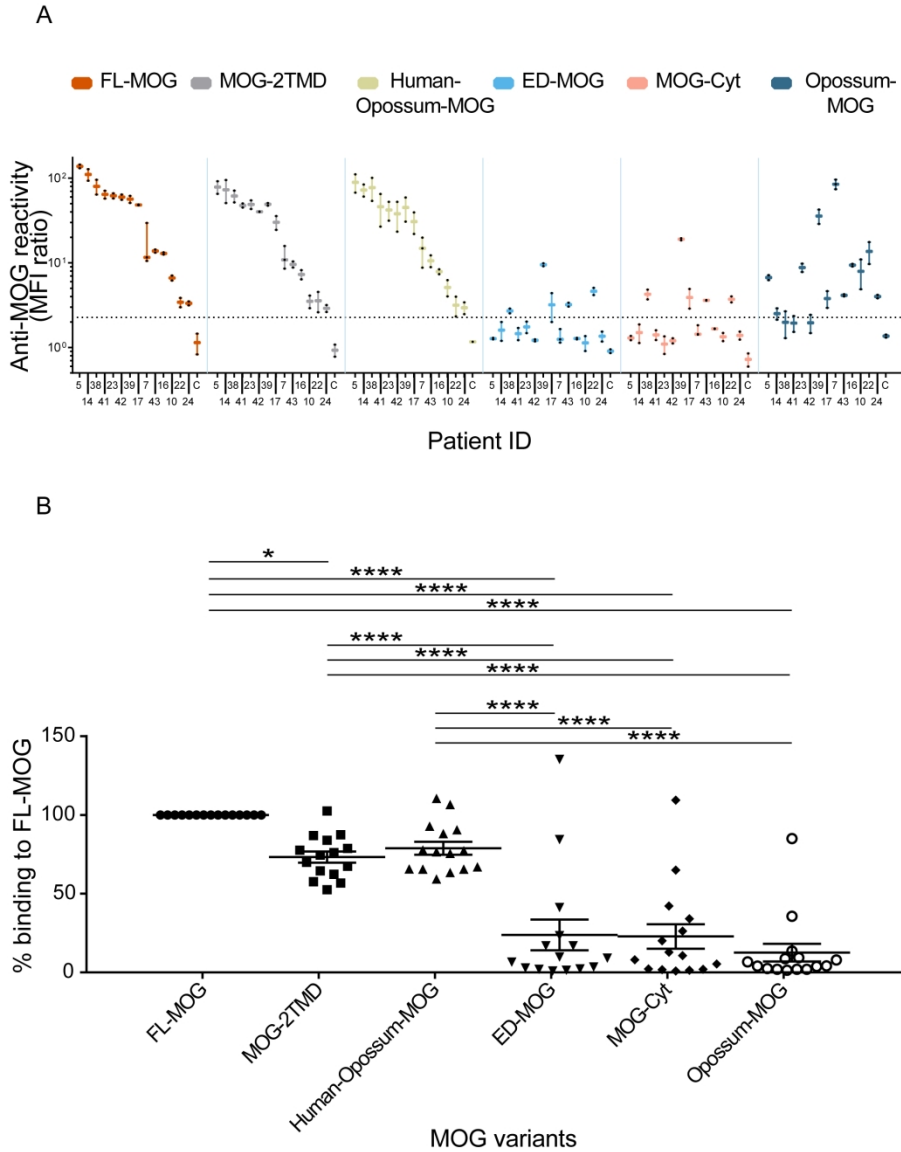 A
FL-MOG MOG-2TMD Human-Opossum-MOG ED-MOG MOG-Cyt Opossum-MOG
Anti-MOG reactivity
(MFI ratio)
10²
10¹
10⁰
5 38 23 39 7 16 22 C 5 38 23 39 7 16 22 C 5 38 23 39 7 16 22 C 5 38 23 39 7 16 22 C 5 38 23 39 7 16 22 C 5 38 23 39 7 16 22 C
14 41 42 17 43 10 24 14 41 42 17 43 10 24 14 41 42 17 43 10 24 14 41 42 17 43 10 24 14 41 42 17 43 10 24 14 41 42 17 43 10 24
Patient ID
B
*
****
****
****
****
****
****
****
****
****
% binding to FL-MOG
150
100
50
0
FL-MOG
MOG-2TMD
Human-Opossum-MOG
ED-MOG
MOG-Cyt
Opossum-MOG
MOG variants